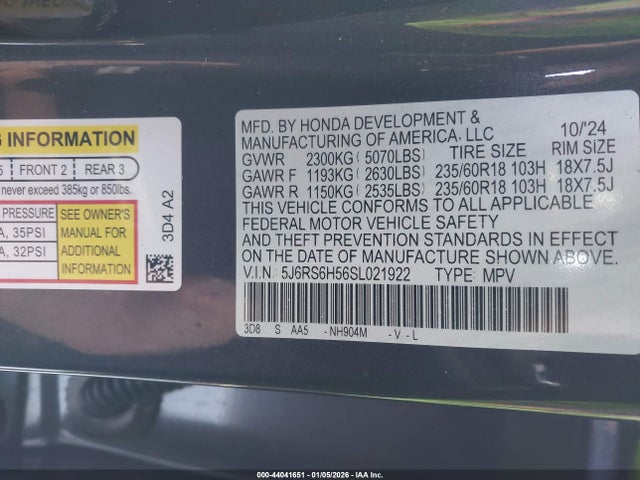 G INFORMATION
5 FRONT 2 REAR 3
never exceed 385kg or 850lbs.
PRESSURE SEE OWNER'S
A, 35PSI MANUAL FOR
ADDITIONAL
A, 32PSI INFORMATION
3D4 A2
MFD. BY HONDA DEVELOPMENT &
MANUFACTURING OF AMERICA, LLC 10/'24
GVWR 2300KG ( 5070LBS) TIRE SIZE RIM SIZE
GAWR F 1193KG ( 2630LBS) 235/60R18 103H 18X7.5J
GAWR R 1150KG ( 2535LBS) 235/60R18 103H 18X7.5J
THIS VEHICLE CONFORMS TO ALL APPLICABLE
FEDERAL MOTOR VEHICLE SAFETY
AND THEFT PREVENTION STANDARDS IN EFFECT
ON THE DATE OF MANUFACTURE SHOWN ABOVE.
V.I.N.: 5J6RS6H56SL021922 TYPE: MPV
3D8 S AA5 -NH904M -V-L
000-44041651 - 01/05/2026 - IAA Inc.